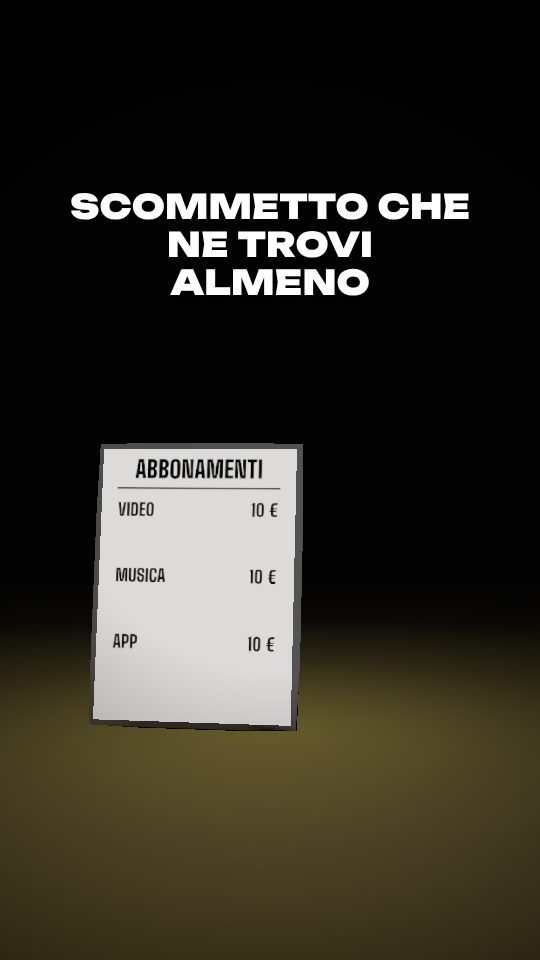 SCOMMETTO CHE
NE TROVI
ALMENO
ABBONAMENTI
VIDEO 10 €
MUSICA 10 €
APP 10 €